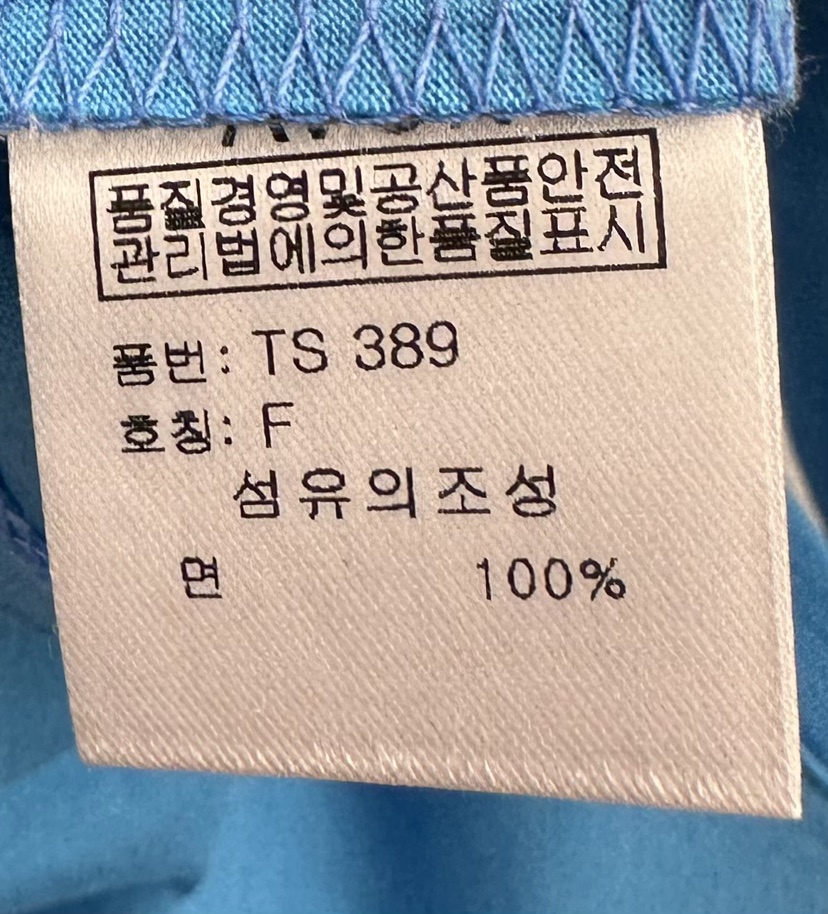 품질경영및공산품안전
관리법에의한품질표시
품번: TS 389
호칭: F
섬유의조성
면 100%